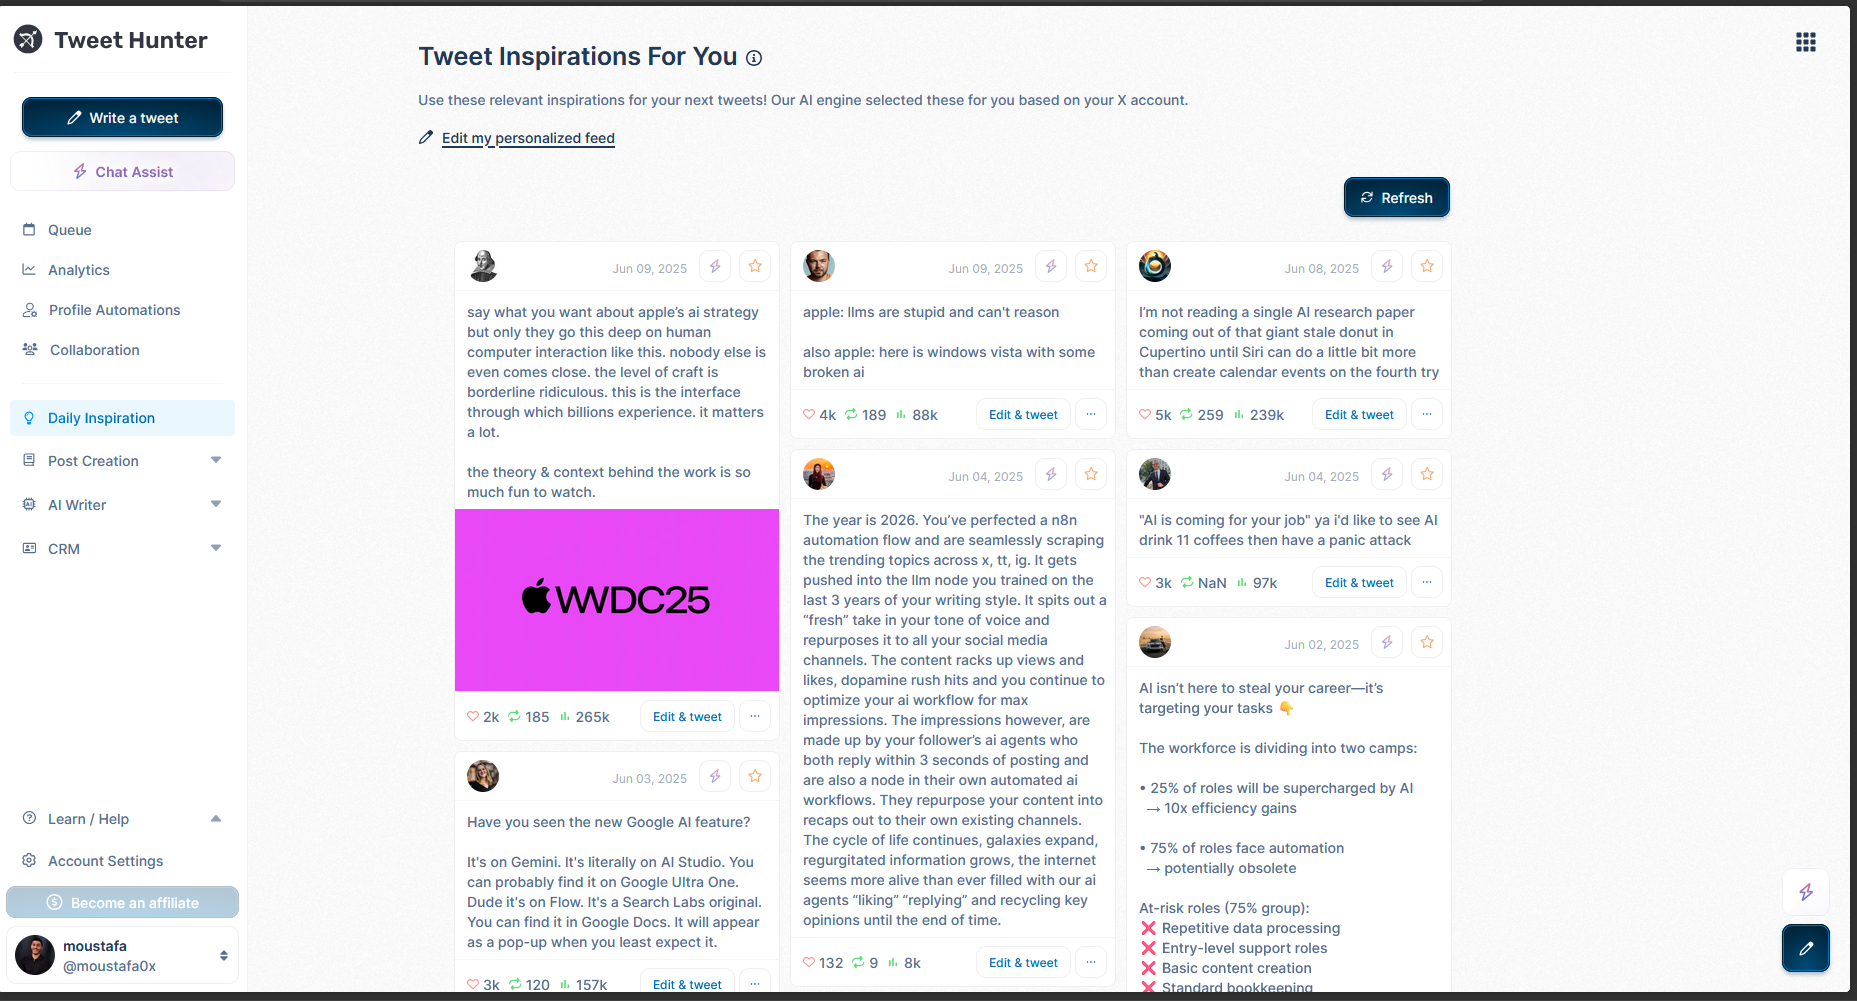 Tweet Hunter
Write a tweet
Chat Assist
Queue
Analytics
Profile Automations
Collaboration
Daily Inspiration
Post Creation
AI Writer
CRM
Learn / Help
Account Settings
Become an affiliate
moustafa
@moustafa0x
Tweet Inspirations For You
Use these relevant inspirations for your next tweets! Our AI engine selected these for you based on your X account.
Edit my personalized feed
Refresh
Jun 09, 2025
say what you want about apple’s ai strategy
but only they go this deep on human
computer interaction like this. nobody else is
even comes close. the level of craft is
borderline ridiculous. this is the interface
through which billions experience. it matters
a lot.
the theory & context behind the work is so
much fun to watch.
WWDC25
2k 185 265k Edit & tweet ...
Jun 03, 2025
Have you seen the new Google AI feature?
It's on Gemini. It's literally on AI Studio. You
can probably find it on Google Ultra One.
Dude it's on Flow. It's a Search Labs original.
You can find it in Google Docs. It will appear
as a pop-up when you least expect it.
3k 120 157k Edit & tweet ...
Jun 09, 2025
apple: llms are stupid and can't reason
also apple: here is windows vista with some
broken ai
4k 189 88k Edit & tweet ...
Jun 04, 2025
The year is 2026. You’ve perfected a n8n
automation flow and are seamlessly scraping
the trending topics across x, tt, ig. It gets
pushed into the llm node you trained on the
last 3 years of your writing style. It spits out a
“fresh” take in your tone of voice and
repurposes it to all your social media
channels. The content racks up views and
likes, dopamine rush hits and you continue to
optimize your ai workflow for max
impressions. The impressions however, are
made up by your follower’s ai agents who
both reply within 3 seconds of posting and
are also a node in their own automated ai
workflows. They repurpose your content into
recaps out to their own existing channels.
The cycle of life continues, galaxies expand,
regurgitated information grows, the internet
seems more alive than ever filled with our ai
agents “liking” “replying” and recycling key
opinions until the end of time.
132 9 8k Edit & tweet ...
Jun 08, 2025
I’m not reading a single AI research paper
coming out of that giant stale donut in
Cupertino until Siri can do a little bit more
than create calendar events on the fourth try
5k 259 239k Edit & tweet ...
Jun 04, 2025
"AI is coming for your job" ya i'd like to see AI
drink 11 coffees then have a panic attack
3k NaN 97k Edit & tweet ...
Jun 02, 2025
AI isn’t here to steal your career—it’s
targeting your tasks 👇
The workforce is dividing into two camps:
• 25% of roles will be supercharged by AI
→ 10x efficiency gains
• 75% of roles face automation
→ potentially obsolete
At-risk roles (75% group):
❌ Repetitive data processing
❌ Entry-level support roles
❌ Basic content creation
❌ Standard bookkeeping